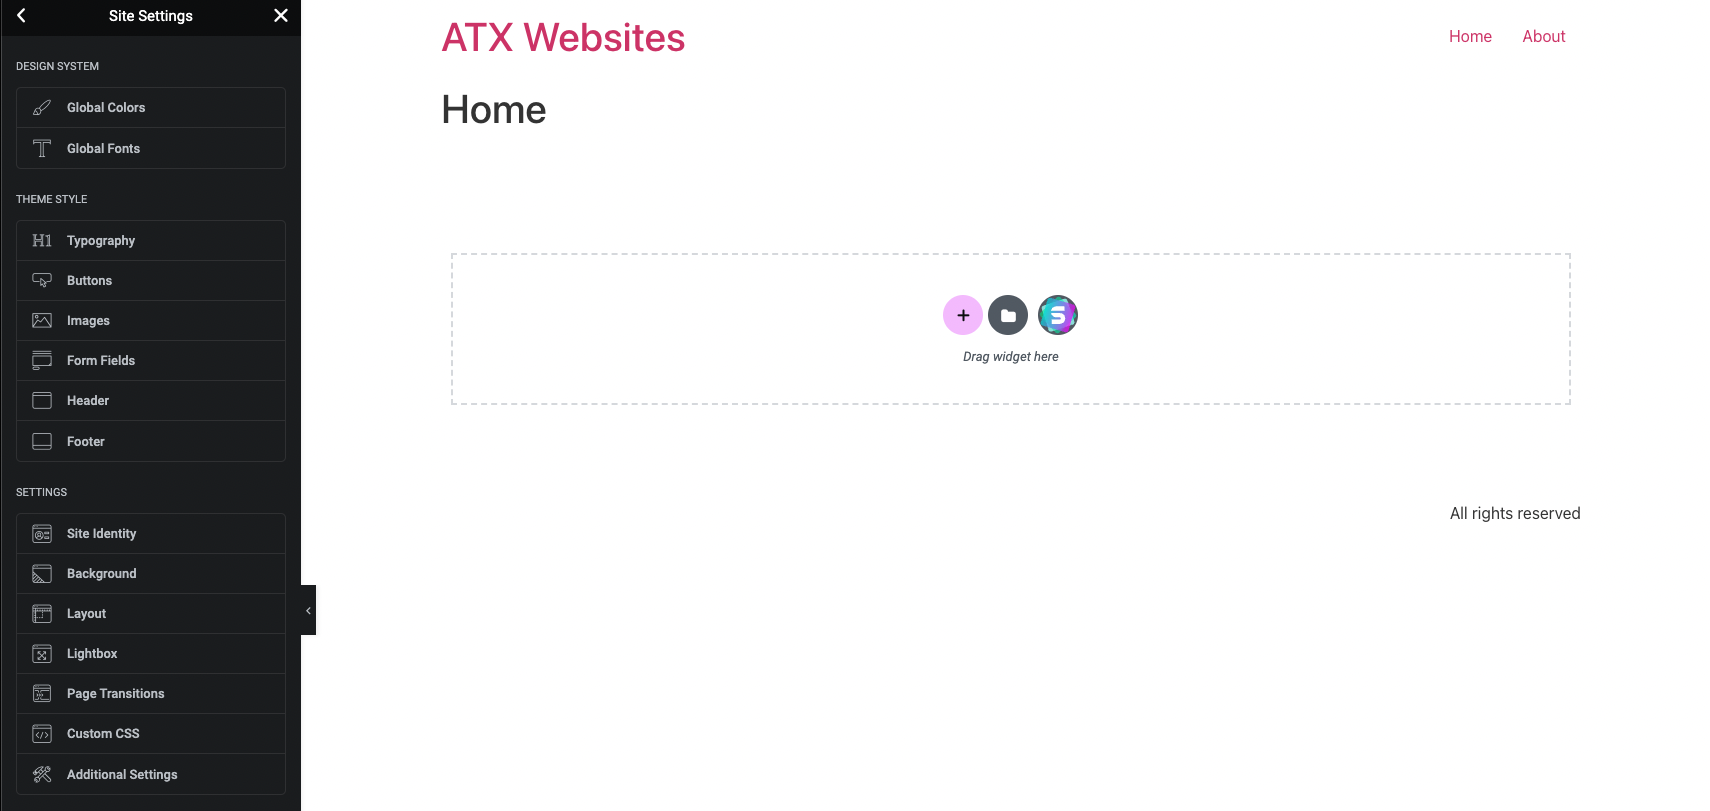 Site Settings
DESIGN SYSTEM
Global Colors
Global Fonts
THEME STYLE
H1 Typography
Buttons
Images
Form Fields
Header
Footer
SETTINGS
Site Identity
Background
Layout
Lightbox
Page Transitions
Custom CSS
Additional Settings
ATX Websites
Home About
Home
Drag widget here
All rights reserved